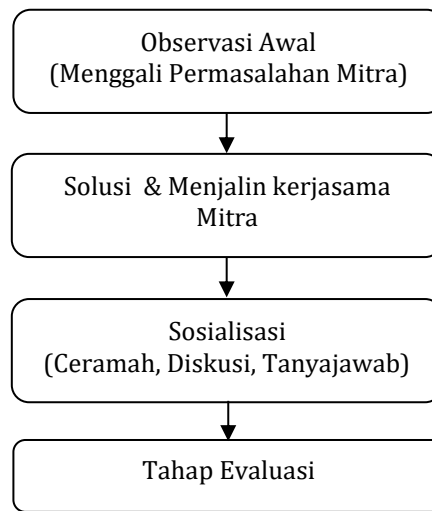 Observasi Awal
(Menggali Permasalahan Mitra)
Solusi & Menjalin kerjasama
Mitra
Sosialisasi
(Ceramah, Diskusi, Tanyajawab)
Tahap Evaluasi